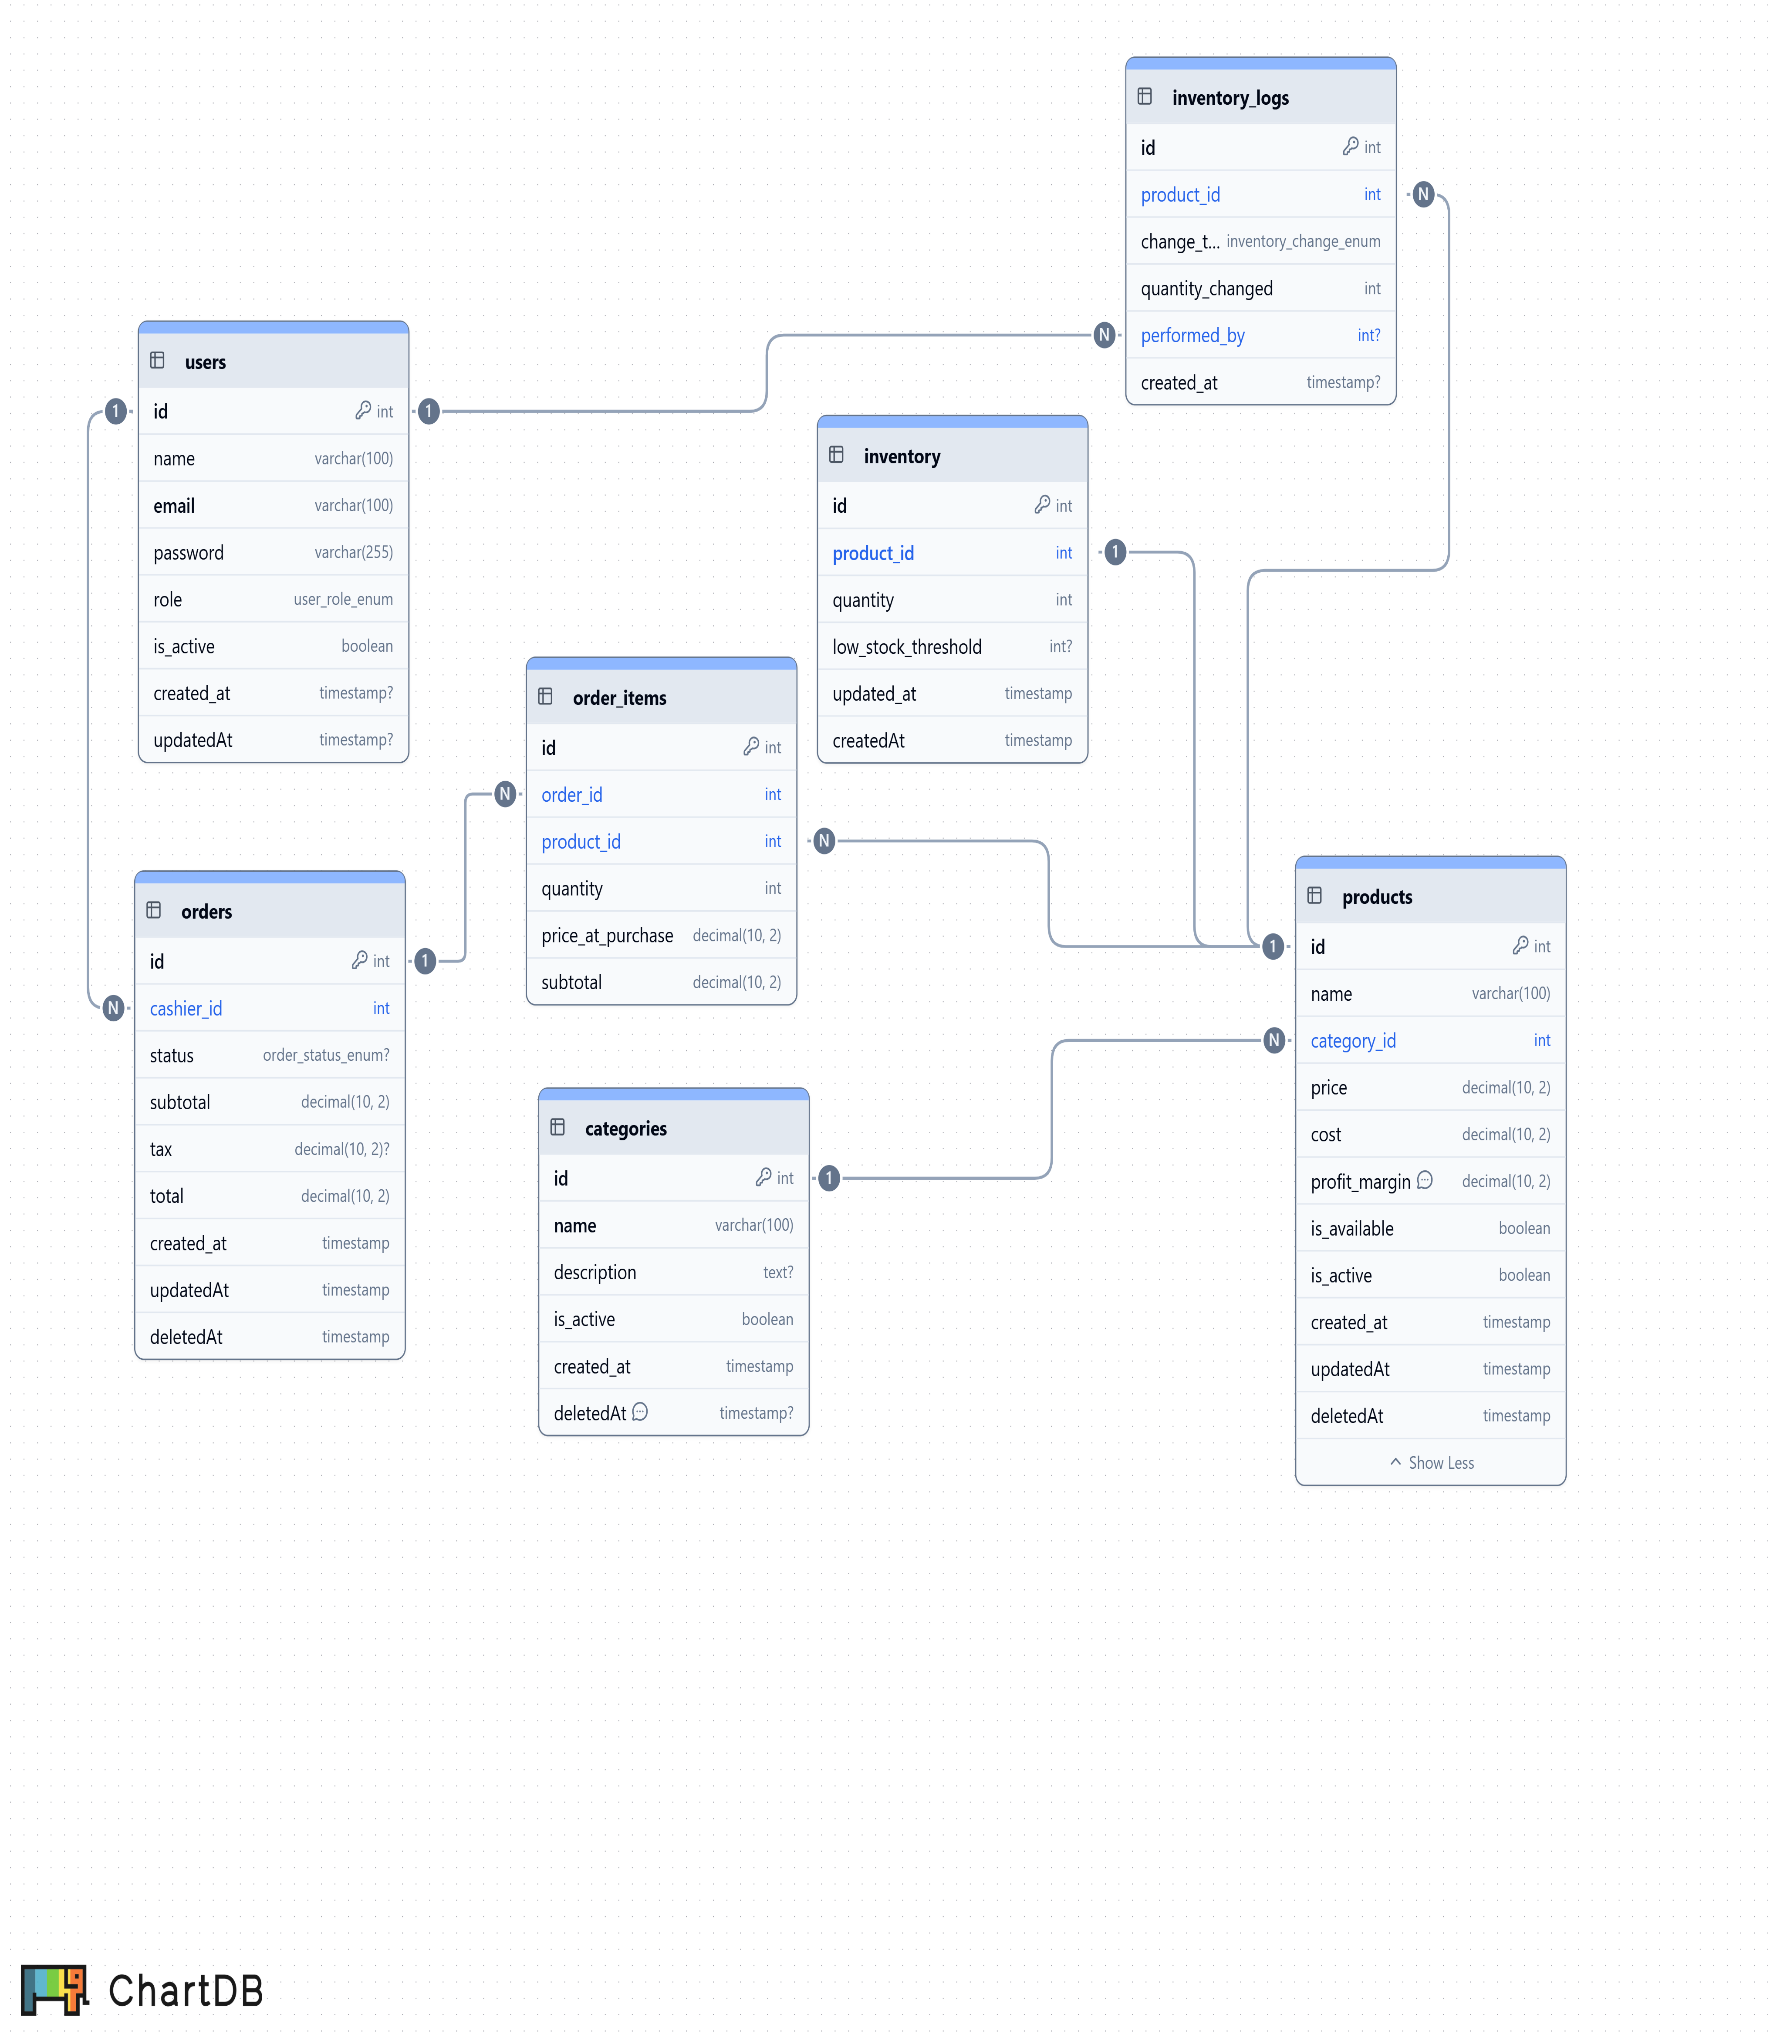 inventory_logs
id int
product_id int
change_t... inventory_change_enum
quantity_changed int
performed_by int?
created_at timestamp?
users
id int
name varchar(100)
email varchar(100)
password varchar(255)
role user_role_enum
is_active boolean
created_at timestamp?
updatedAt timestamp?
inventory
id int
product_id int
quantity int
low_stock_threshold int?
updated_at timestamp
createdAt timestamp
order_items
id int
order_id int
product_id int
quantity int
price_at_purchase decimal(10, 2)
subtotal decimal(10, 2)
orders
id int
cashier_id int
status order_status_enum?
subtotal decimal(10, 2)
tax decimal(10, 2)?
total decimal(10, 2)
created_at timestamp
updatedAt timestamp
deletedAt timestamp
categories
id int
name varchar(100)
description text?
is_active boolean
created_at timestamp
deletedAt timestamp?
products
id int
name varchar(100)
category_id int
price decimal(10, 2)
cost decimal(10, 2)
profit_margin decimal(10, 2)
is_available boolean
is_active boolean
created_at timestamp
updatedAt timestamp
deletedAt timestamp
Show Less
N
N
1
1
1
N
N
1
N
1
N
1
ChartDB